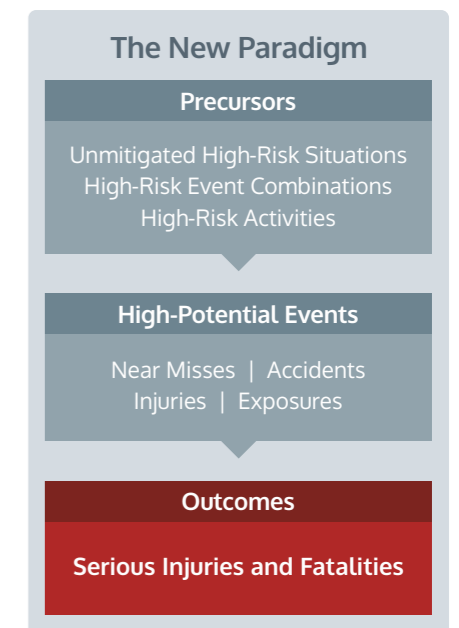 The New Paradigm
Precursors
Unmitigated High-Risk Situations
High-Risk Event Combinations
High-Risk Activities
High-Potential Events
Near Misses | Accidents
Injuries | Exposures
Outcomes
Serious Injuries and Fatalities